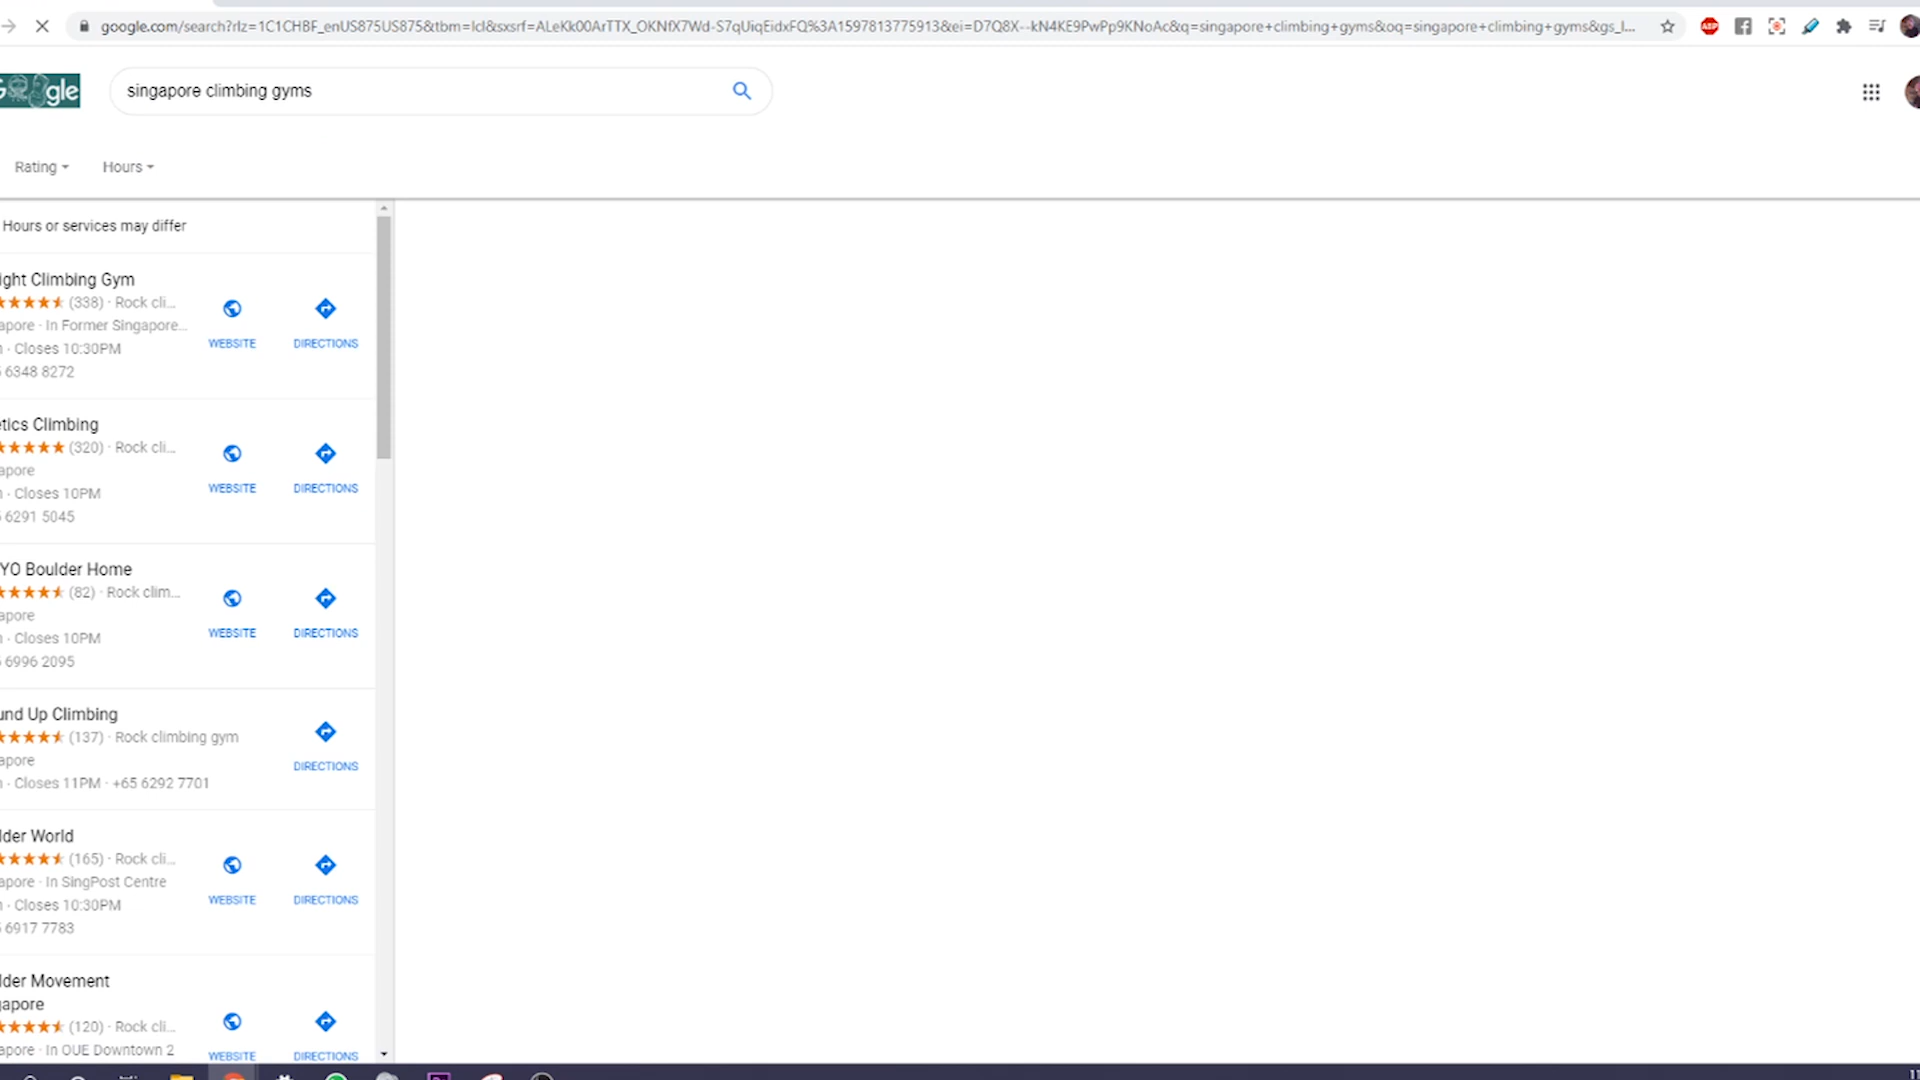 google.com/search?rlz=1C1CHBF_enUS875US875&tbm=lcl&sxsrf=ALeKk00ArTTX_OKNfX7Wd-S7qUiqEidxFQ%3A1597813775913&ei=D7Q8X--kN4KE9PwPp9KNoAc&q=singapore+climbing+gyms&oq=singapore+climbing+gyms&gs_l...
ABP
gle
singapore climbing gyms
Rating
Hours
Hours or services may differ
ight Climbing Gym
(338) · Rock cli...
apore · In Former Singapore...
· Closes 10:30PM
6348 8272
WEBSITE
DIRECTIONS
etics Climbing
(320) · Rock cli...
apore
· Closes 10PM
6291 5045
WEBSITE
DIRECTIONS
YO Boulder Home
(82) · Rock clim...
apore
· Closes 10PM
6996 2095
WEBSITE
DIRECTIONS
und Up Climbing
(137) · Rock climbing gym
apore
· Closes 11PM · +65 6292 7701
DIRECTIONS
lder World
(165) · Rock cli...
apore · In SingPost Centre
· Closes 10:30PM
6917 7783
WEBSITE
DIRECTIONS
lder Movement
gapore
(120) · Rock cli...
apore · In OUE Downtown 2
WEBSITE
DIRECTIONS